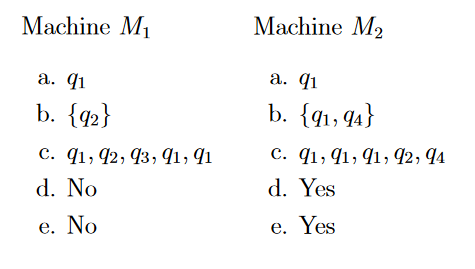 Machine M₁ Machine M₂
a. q₁ a. q₁
b. {q₂} b. {q₁, q₄}
c. q₁, q₂, q₃, q₁, q₁ c. q₁, q₁, q₁, q₂, q₄
d. No d. Yes
e. No e. Yes